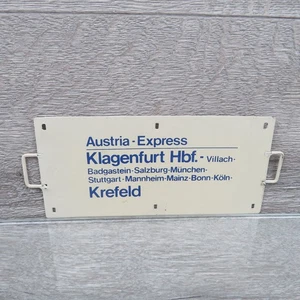 Austria - Express
Klagenfurt Hbf. - Villach -
Badgastein - Salzburg - München -
Stuttgart - Mannheim - Mainz - Bonn - Köln -
Krefeld